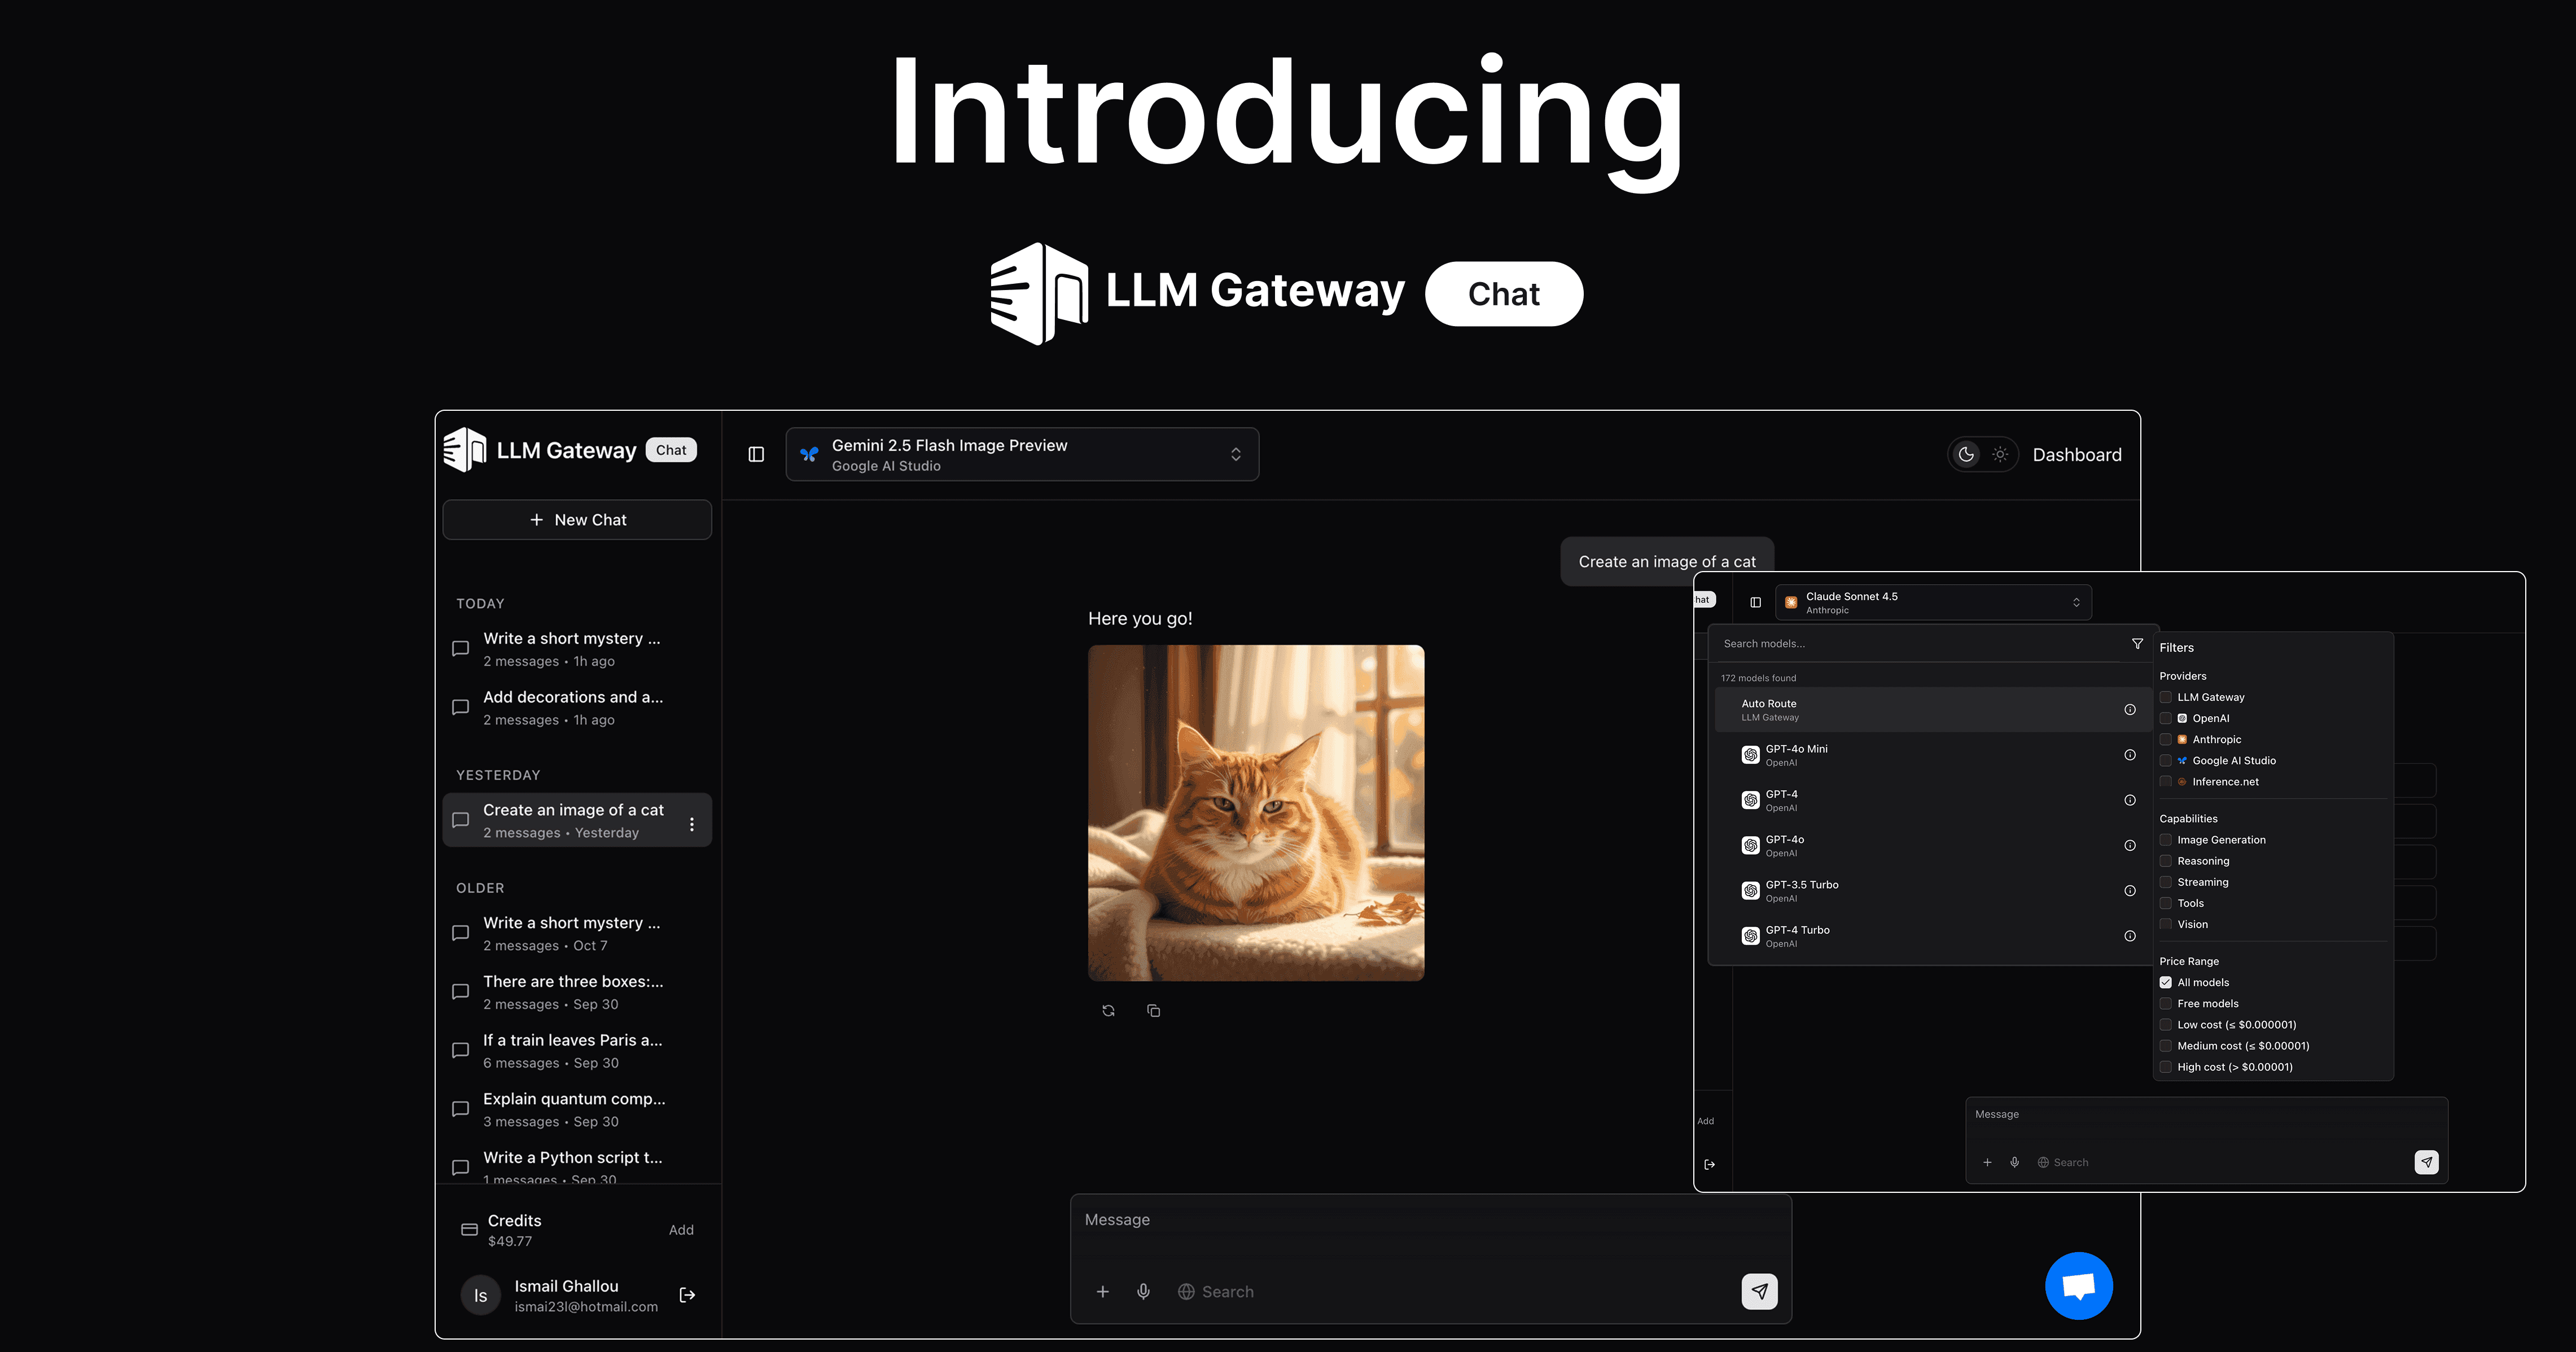 Introducing
LLM Gateway Chat
LLM Gateway Chat
New Chat
TODAY
Write a short mystery ...
2 messages • 1h ago
Add decorations and a...
2 messages • 1h ago
YESTERDAY
Create an image of a cat
2 messages • Yesterday
OLDER
Write a short mystery ...
2 messages • Oct 7
There are three boxes:...
2 messages • Sep 30
If a train leaves Paris a...
6 messages • Sep 30
Explain quantum comp...
3 messages • Sep 30
Write a Python script t...
1 messages • Sep 30
Credits
$49.77
Add
Is
Ismail Ghallou
ismai23l@hotmail.com
Gemini 2.5 Flash Image Preview
Google AI Studio
Dashboard
Create an image of a cat
Here you go!
Message
Search
hat
Claude Sonnet 4.5
Anthropic
Search models...
172 models found
Auto Route
LLM Gateway
GPT-4o Mini
OpenAI
GPT-4
OpenAI
GPT-4o
OpenAI
GPT-3.5 Turbo
OpenAI
GPT-4 Turbo
OpenAI
Filters
Providers
LLM Gateway
OpenAI
Anthropic
Google AI Studio
Inference.net
Capabilities
Image Generation
Reasoning
Streaming
Tools
Vision
Price Range
All models
Free models
Low cost (≤ $0.000001)
Medium cost (≤ $0.00001)
High cost (> $0.00001)
Add
Message
Search